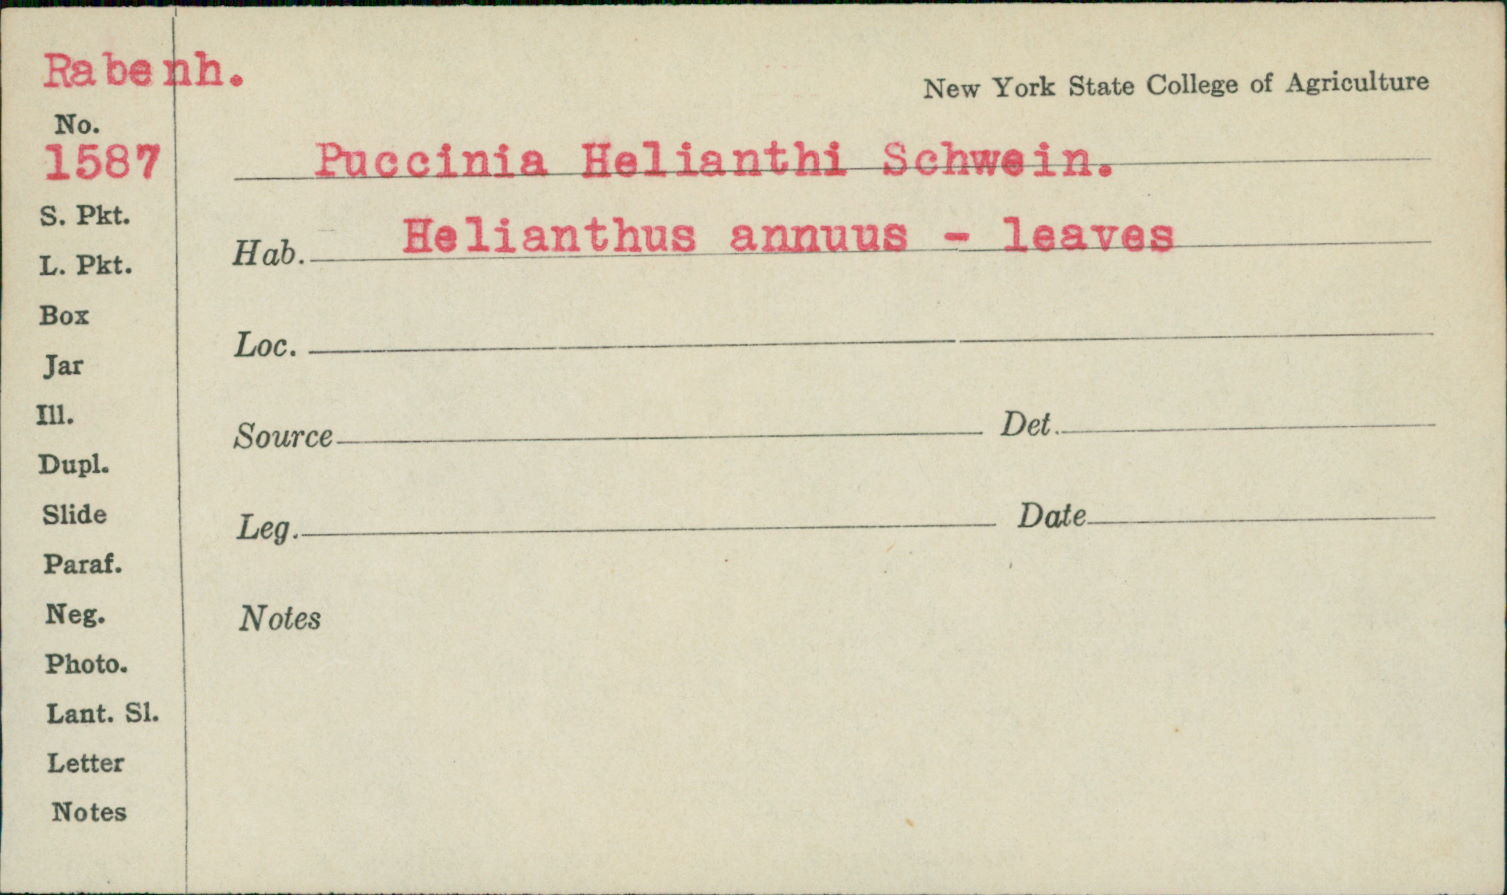 Rabenh.
New York State College of Agriculture
No.
1587
Puccinia Helianthi Schwein.
S. Pkt.
Hab. Helianthus annuus - leaves
L. Pkt.
Box
Loc.
Jar
Ill.
Source Det.
Dupl.
Slide
Leg. Date
Paraf.
Neg.
Notes
Photo.
Lant. Sl.
Letter
Notes